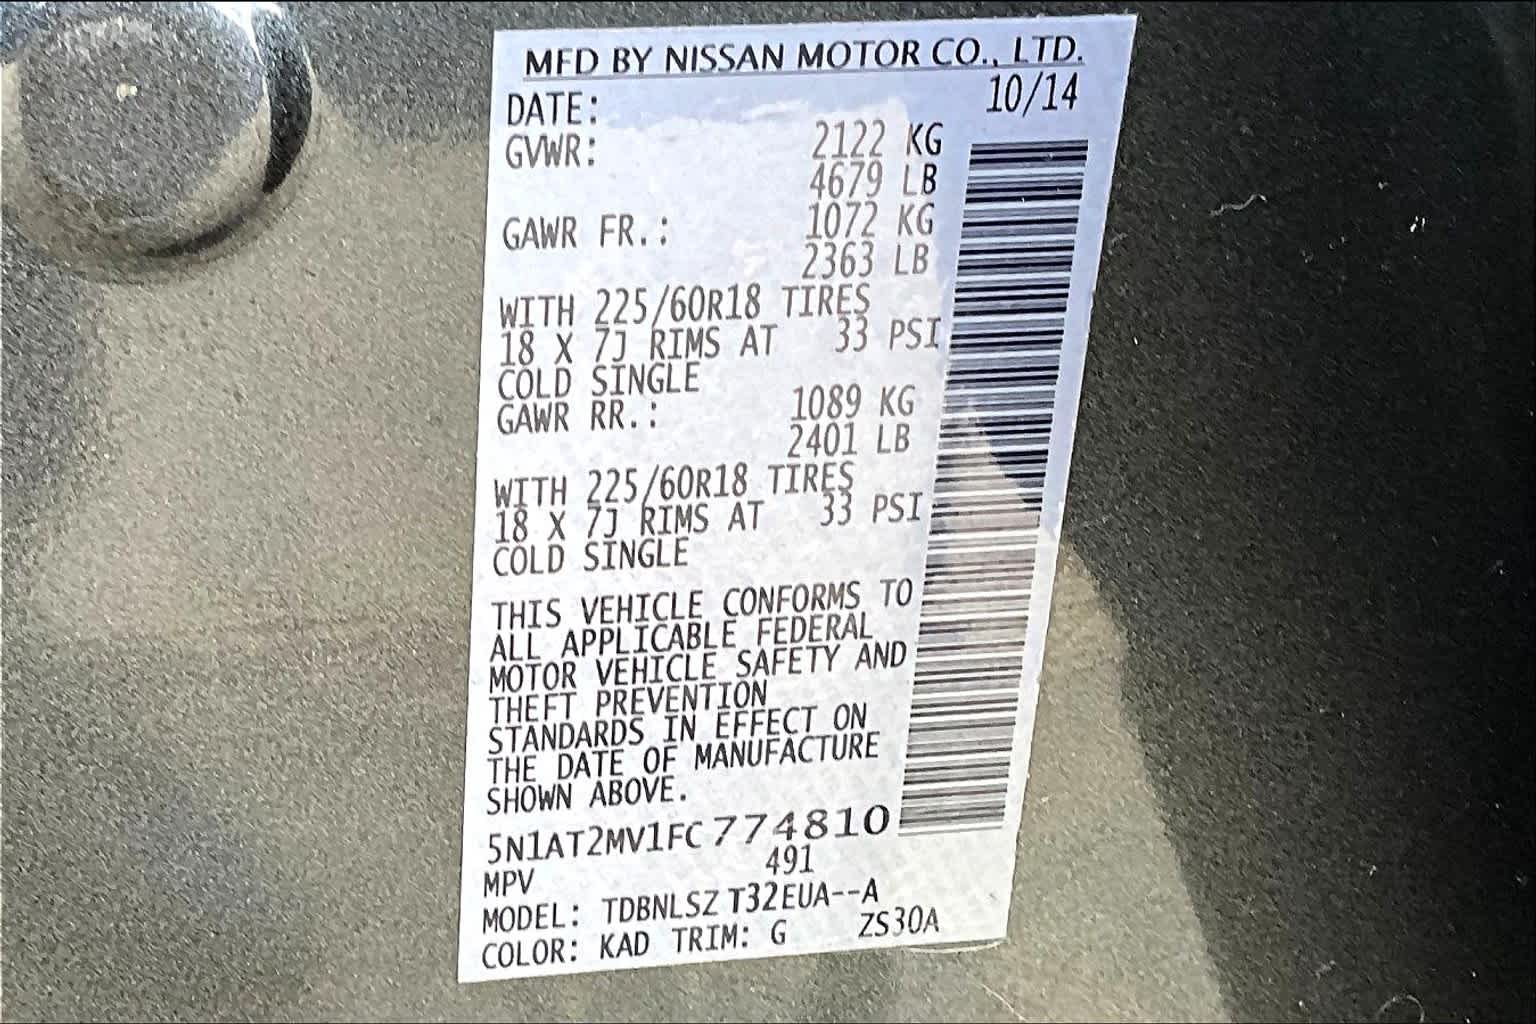 MFD BY NISSAN MOTOR CO., LTD.
DATE: 10/14
GVWR: 2122 KG
4679 LB
GAWR FR.: 1072 KG
2363 LB
WITH 225/60R18 TIRES
18 X 7J RIMS AT 33 PSI
COLD SINGLE
GAWR RR.: 1089 KG
2401 LB
WITH 225/60R18 TIRES
18 X 7J RIMS AT 33 PSI
COLD SINGLE
THIS VEHICLE CONFORMS TO
ALL APPLICABLE FEDERAL
MOTOR VEHICLE SAFETY AND
THEFT PREVENTION
STANDARDS IN EFFECT ON
THE DATE OF MANUFACTURE
SHOWN ABOVE.
5N1AT2MV1FC774810
MPV 491
MODEL: TDBNLSZ T32EUA--A
COLOR: KAD TRIM: G ZS30A